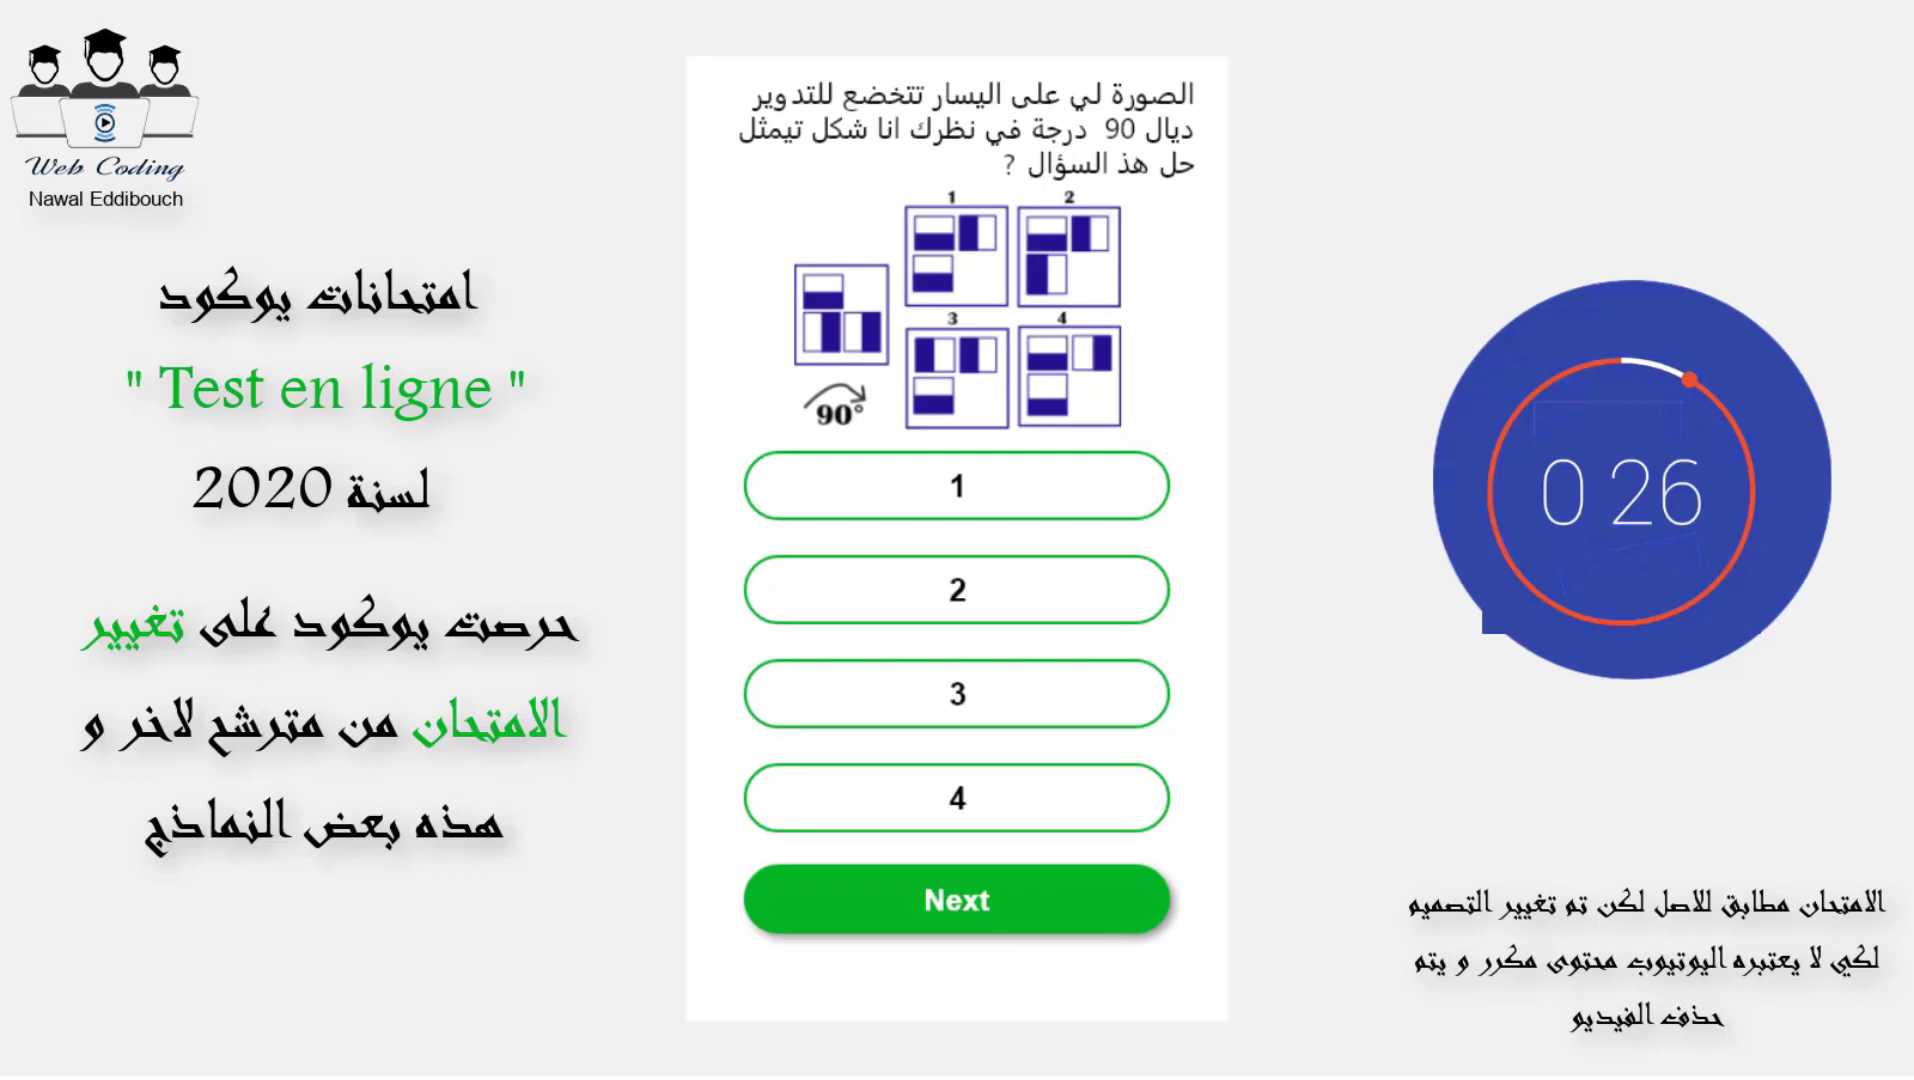 Web Coding
Nawal Eddibouch
امتحانات يوكود
" Test en ligne "
لسنة 2020
حرصت يوكود على تغيير
الامتحان من مترشح لاخر و
هذه بعض النماذج
الصورة لي على اليسار تتخضع للتدوير
ديال 90 درجة في نظرك انا شكل تيمثل
حل هذ السؤال ?
1
2
3
4
90°
1
2
3
4
Next
0 26
الامتحان مطابق للاصل لكن تم تغيير التصميم
لكي لا يعتبره اليوتيوب محتوى مكرر و يتم
حذف الفيديو